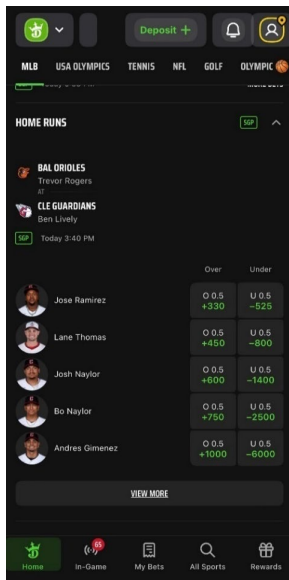 Deposit +
MLB USA OLYMPICS TENNIS NFL GOLF OLYMPIC
HOME RUNS SGP
BAL ORIOLES
Trevor Rogers
AT
CLE GUARDIANS
Ben Lively
SGP Today 3:40 PM
Over Under
Jose Ramirez O 0.5 U 0.5
+330 −525
Lane Thomas O 0.5 U 0.5
+450 −800
Josh Naylor O 0.5 U 0.5
+600 −1400
Bo Naylor O 0.5 U 0.5
+750 −2500
Andres Gimenez O 0.5 U 0.5
+1000 −6000
VIEW MORE
65
Home In-Game My Bets All Sports Rewards